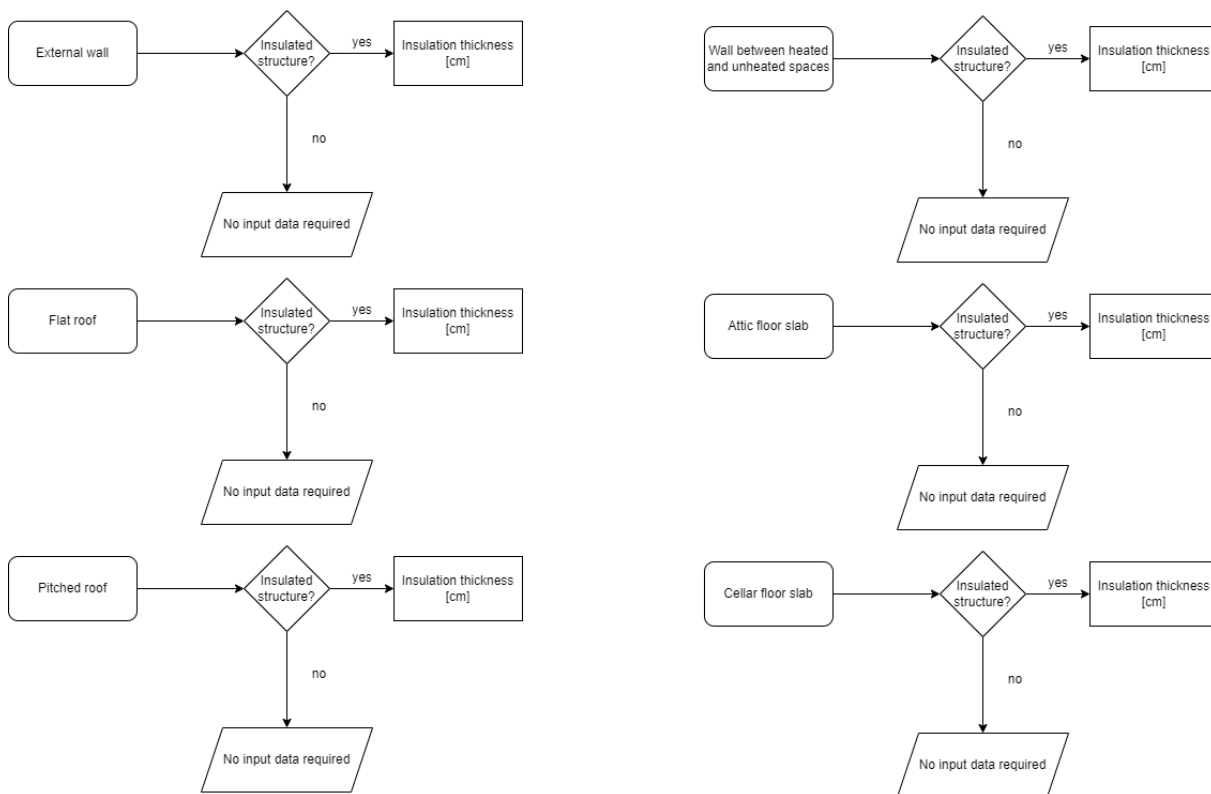 External wall
Insulated
structure?
yes
Insulation thickness
[cm]
no
No input data required
Wall between heated
and unheated spaces
Insulated
structure?
yes
Insulation thickness
[cm]
no
No input data required
Flat roof
Insulated
structure?
yes
Insulation thickness
[cm]
no
No input data required
Attic floor slab
Insulated
structure?
yes
Insulation thickness
[cm]
no
No input data required
Pitched roof
Insulated
structure?
yes
Insulation thickness
[cm]
no
No input data required
Cellar floor slab
Insulated
structure?
yes
Insulation thickness
[cm]
no
No input data required